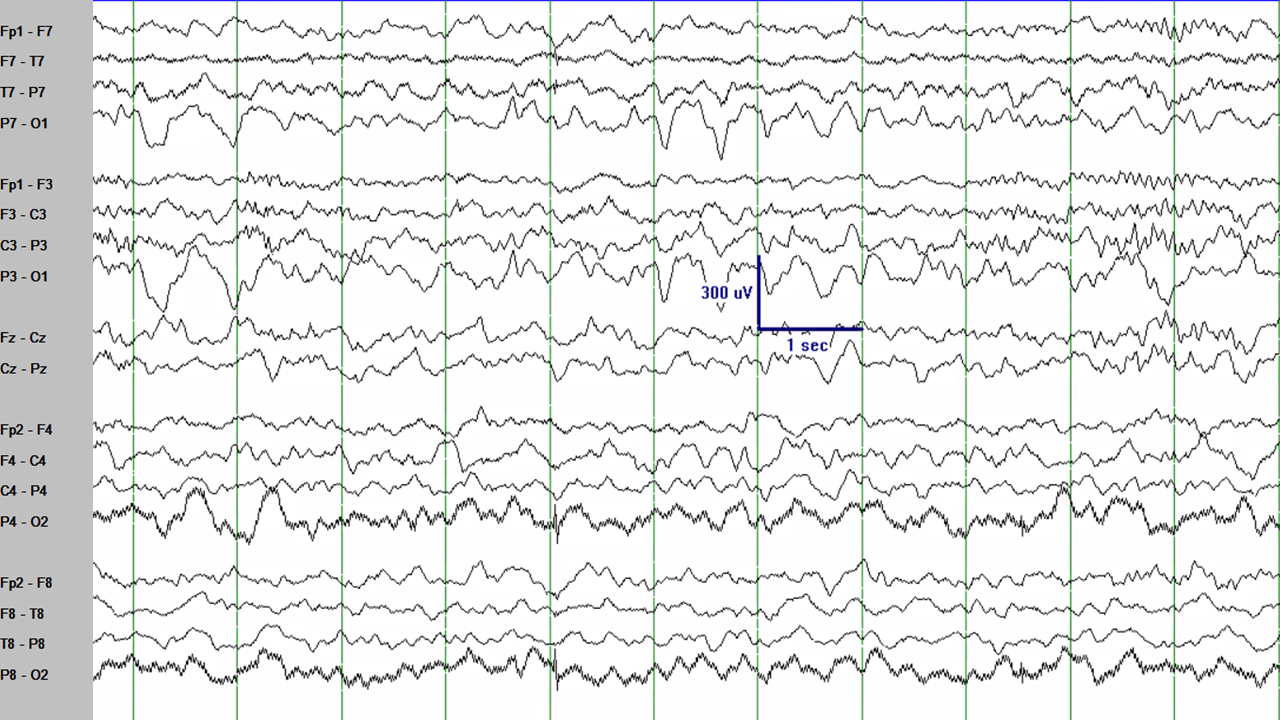 Fp1 - F7
F7 - T7
T7 - P7
P7 - O1
Fp1 - F3
F3 - C3
C3 - P3
P3 - O1
300 uV
Fz - Cz
1 sec
Cz - Pz
Fp2 - F4
F4 - C4
C4 - P4
P4 - O2
Fp2 - F8
F8 - T8
T8 - P8
P8 - O2